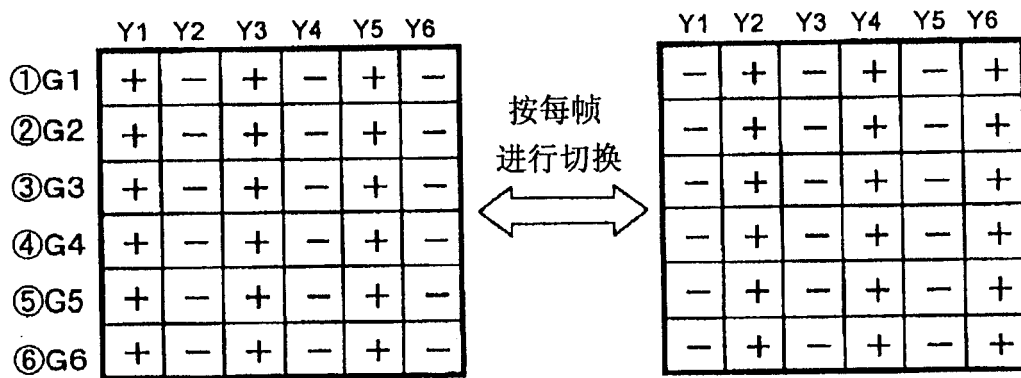 Y1 Y2 Y3 Y4 Y5 Y6
①G1 + − + − + −
②G2 + − + − + −
③G3 + − + − + −
④G4 + − + − + −
⑤G5 + − + − + −
⑥G6 + − + − + −
按每帧
进行切换
Y1 Y2 Y3 Y4 Y5 Y6
− + − + − +
− + − + − +
− + − + − +
− + − + − +
− + − + − +
− + − + − +